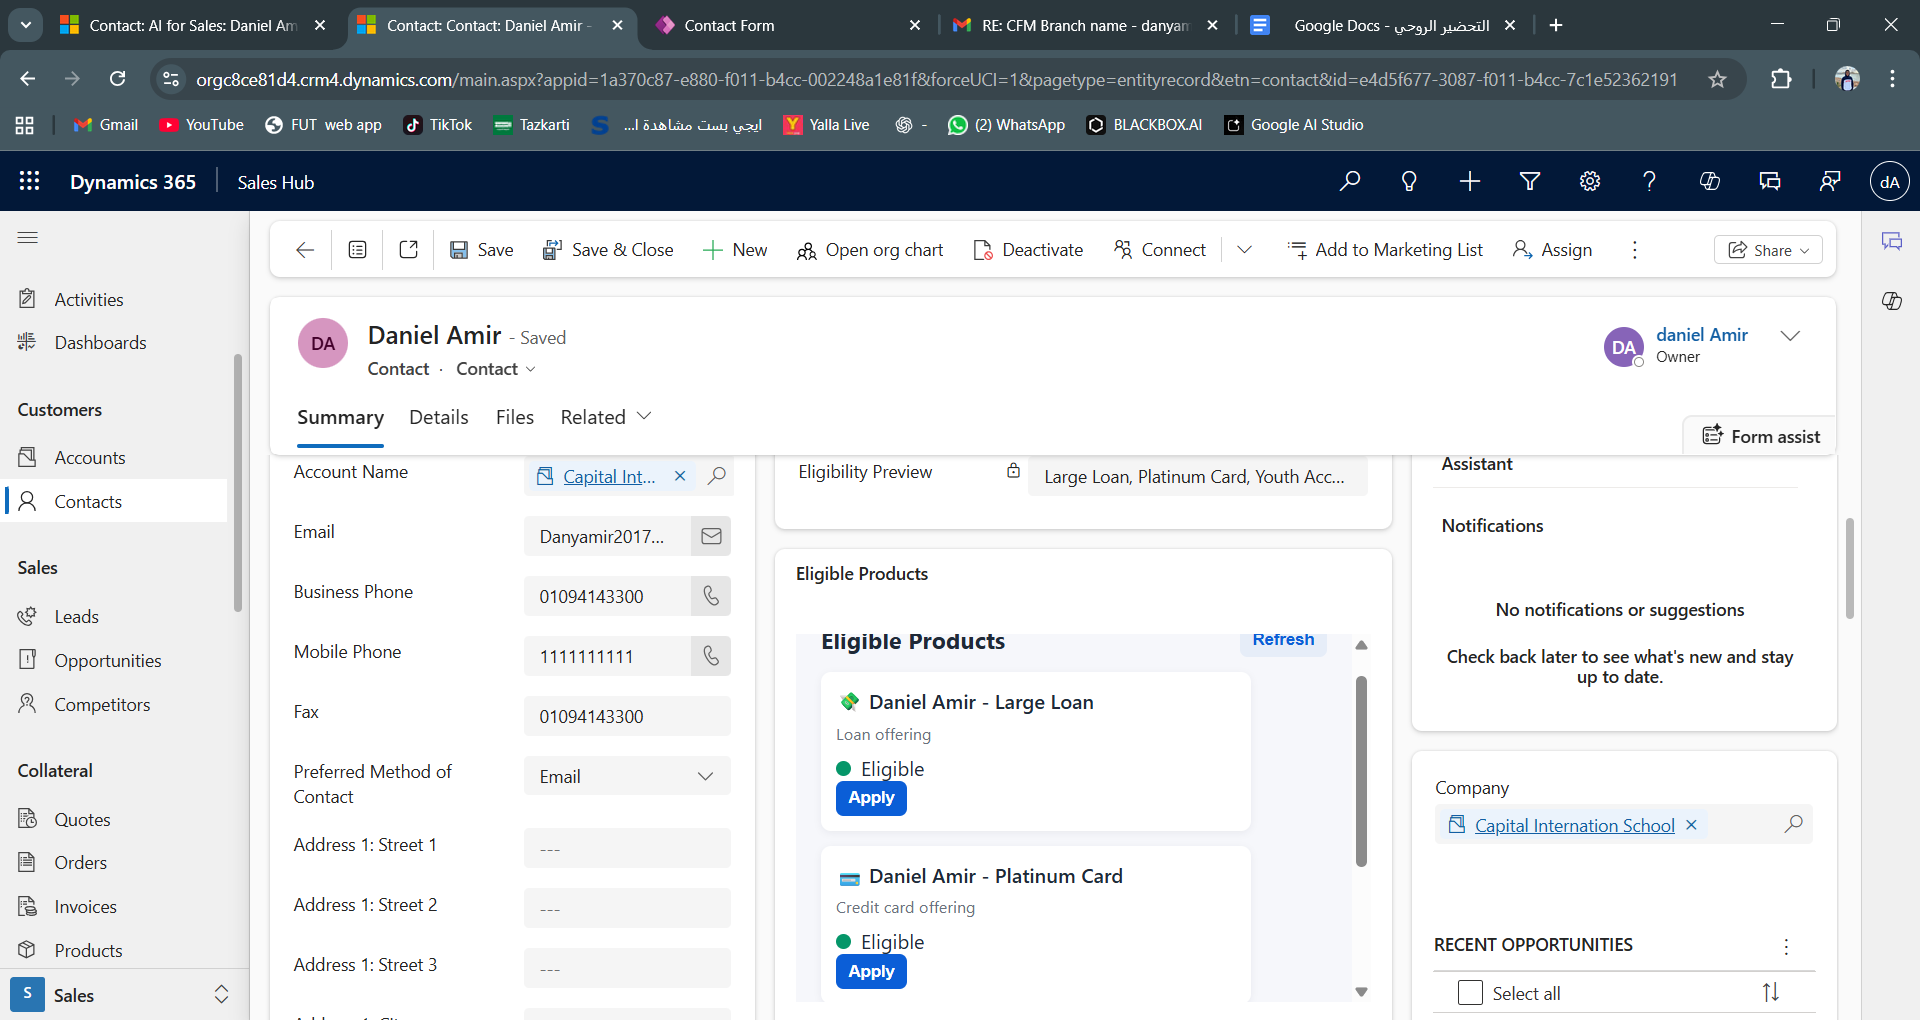 Contact: AI for Sales: Daniel Am
Contact: Contact: Daniel Amir -
Contact Form
RE: CFM Branch name - danyam
التحضير الروحي - Google Docs
orgc8ce81d4.crm4.dynamics.com/main.aspx?appid=1a370c87-e880-f011-b4cc-002248a1e81f&forceUCI=1&pagetype=entityrecord&etn=contact&id=e4d5f677-3087-f011-b4cc-7c1e52362191
Gmail
YouTube
FUT web app
TikTok
Tazkarti
ايجي بست مشاهدة ا...
Yalla Live
-
(2) WhatsApp
BLACKBOX.AI
Google AI Studio
Dynamics 365
Sales Hub
dA
Save
Save & Close
New
Open org chart
Deactivate
Connect
Add to Marketing List
Assign
Share
Activities
Dashboards
Customers
Accounts
Contacts
Sales
Leads
Opportunities
Competitors
Collateral
Quotes
Orders
Invoices
Products
S
Sales
DA
Daniel Amir - Saved
Contact · Contact
DA
daniel Amir
Owner
Summary
Details
Files
Related
Form assist
Account Name
Capital Int...
Email
Danyamir2017...
Business Phone
01094143300
Mobile Phone
1111111111
Fax
01094143300
Preferred Method of
Contact
Email
Address 1: Street 1
---
Address 1: Street 2
---
Address 1: Street 3
---
Eligibility Preview
Large Loan, Platinum Card, Youth Acc...
Eligible Products
Eligible Products
Refresh
Daniel Amir - Large Loan
Loan offering
Eligible
Apply
Daniel Amir - Platinum Card
Credit card offering
Eligible
Apply
Assistant
Notifications
No notifications or suggestions
Check back later to see what's new and stay
up to date.
Company
Capital Internation School
RECENT OPPORTUNITIES
Select all